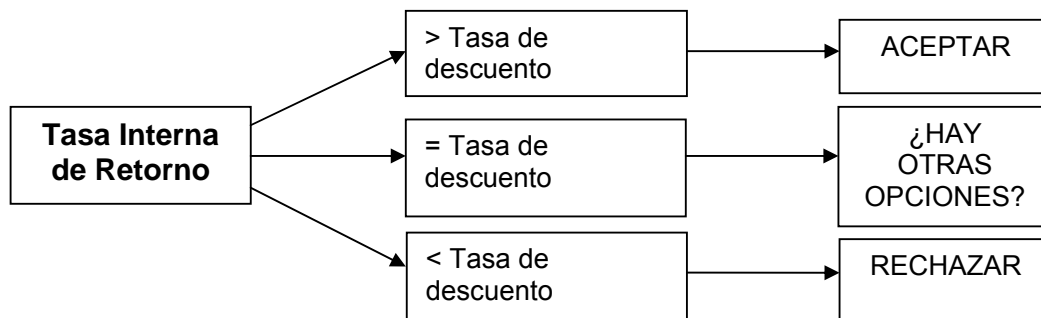 Tasa Interna
de Retorno
> Tasa de
descuento
ACEPTAR
= Tasa de
descuento
¿HAY
OTRAS
OPCIONES?
< Tasa de
descuento
RECHAZAR